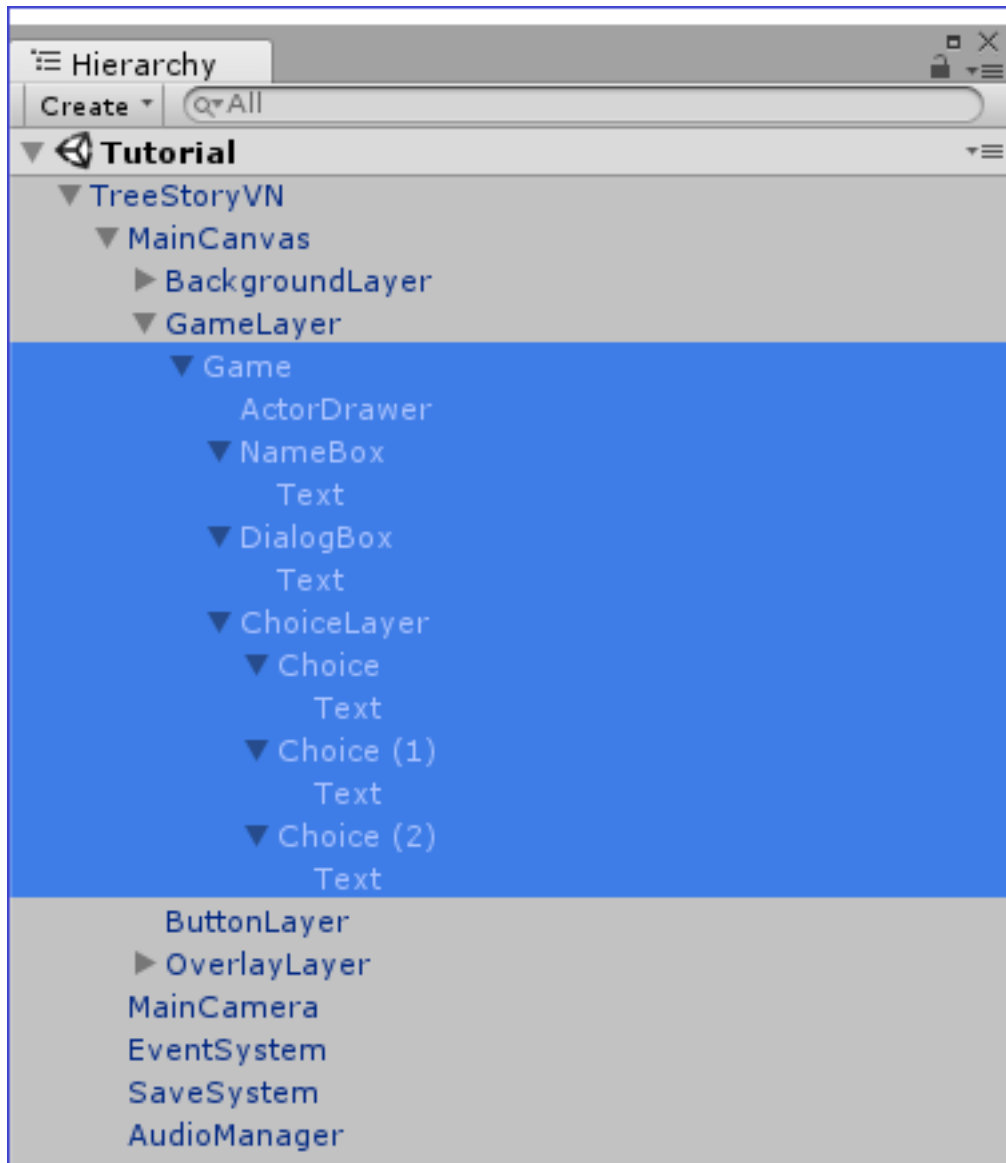 Hierarchy
Create All
Tutorial
TreeStoryVN
MainCanvas
BackgroundLayer
GameLayer
Game
ActorDrawer
NameBox
Text
DialogBox
Text
ChoiceLayer
Choice
Text
Choice (1)
Text
Choice (2)
Text
ButtonLayer
OverlayLayer
MainCamera
EventSystem
SaveSystem
AudioManager